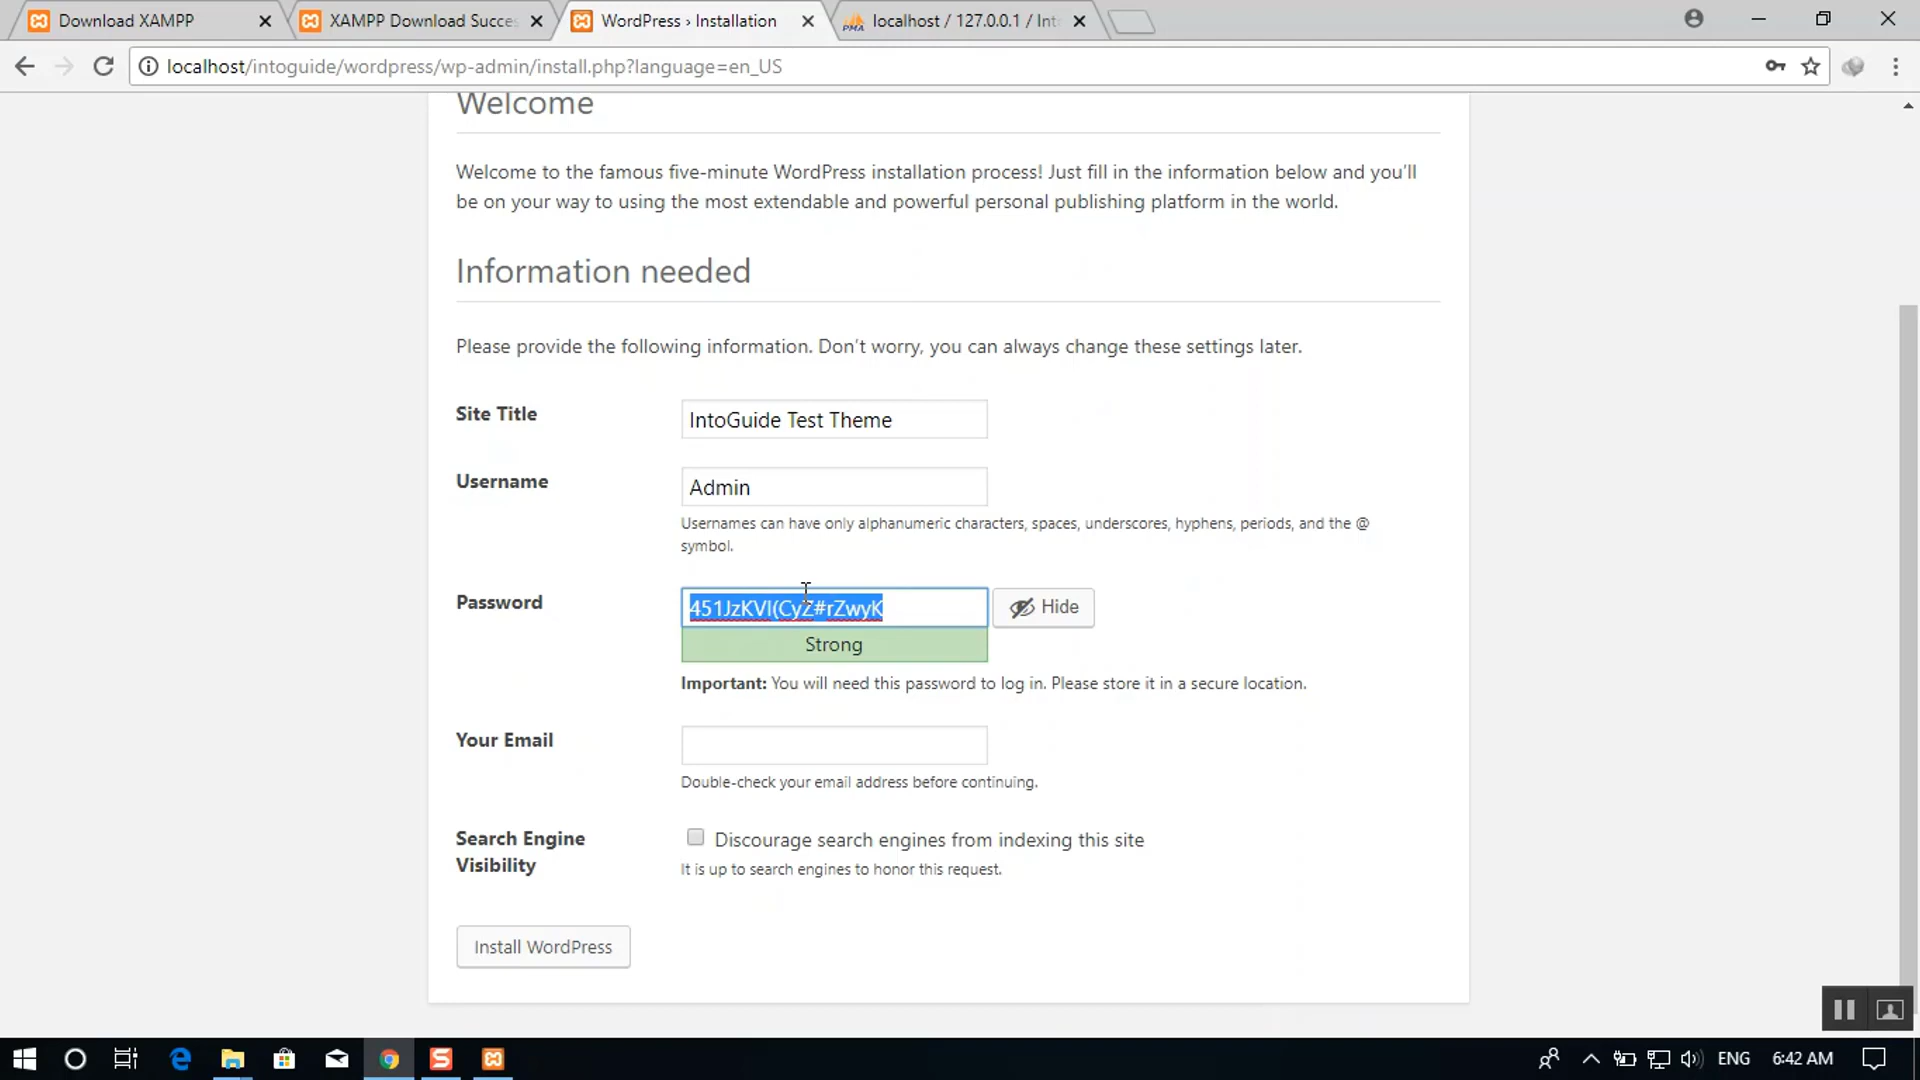 Download XAMPP
XAMPP Download Succes
WordPress › Installation
localhost / 127.0.0.1 / Int
localhost/intoguide/wordpress/wp-admin/install.php?language=en_US
Welcome
Welcome to the famous five-minute WordPress installation process! Just fill in the information below and you’ll
be on your way to using the most extendable and powerful personal publishing platform in the world.
Information needed
Please provide the following information. Don’t worry, you can always change these settings later.
Site Title
IntoGuide Test Theme
Username
Admin
Usernames can have only alphanumeric characters, spaces, underscores, hyphens, periods, and the @
symbol.
Password
Hide
Strong
Important: You will need this password to log in. Please store it in a secure location.
Your Email
Double-check your email address before continuing.
Search Engine
Visibility
Discourage search engines from indexing this site
It is up to search engines to honor this request.
Install WordPress
ENG
6:42 AM